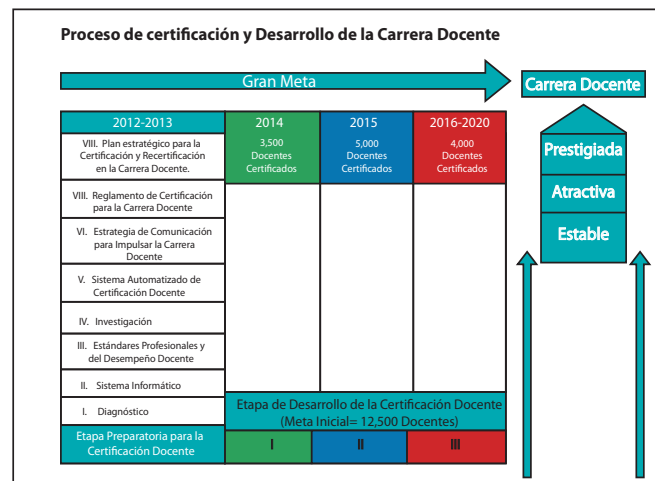 Proceso de certificación y Desarrollo de la Carrera Docente
Gran Meta
Carrera Docente
2012-2013
2014
2015
2016-2020
VIII. Plan estratégico para la
Certificación y Recertificación
en la Carrera Docente.
3,500
Docentes
Certificados
5,000
Docentes
Certificados
4,000
Docentes
Certificados
Prestigiada
Atractiva
Estable
VIII. Reglamento de Certificación
para la Carrera Docente
VI. Estrategia de Comunicación
para Impulsar la Carrera
Docente
V. Sistema Automatizado de
Certificación Docente
IV. Investigación
III. Estándares Profesionales y
del Desempeño Docente
II. Sistema Informático
I. Diagnóstico
Etapa de Desarrollo de la Certificación Docente
(Meta Inicial= 12,500 Docentes)
Etapa Preparatoria para la
Certificación Docente
I
II
III